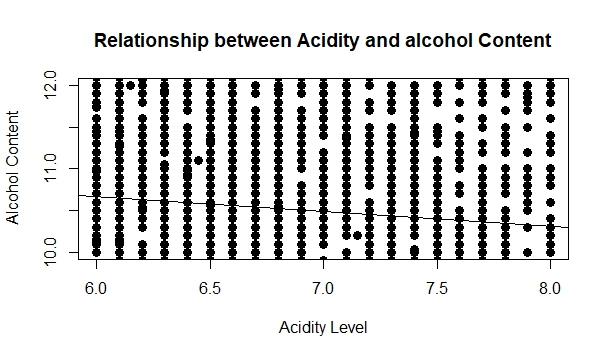 Relationship between Acidity and alcohol Content
Alcohol Content
12.0
11.0
10.0
6.0 6.5 7.0 7.5 8.0
Acidity Level